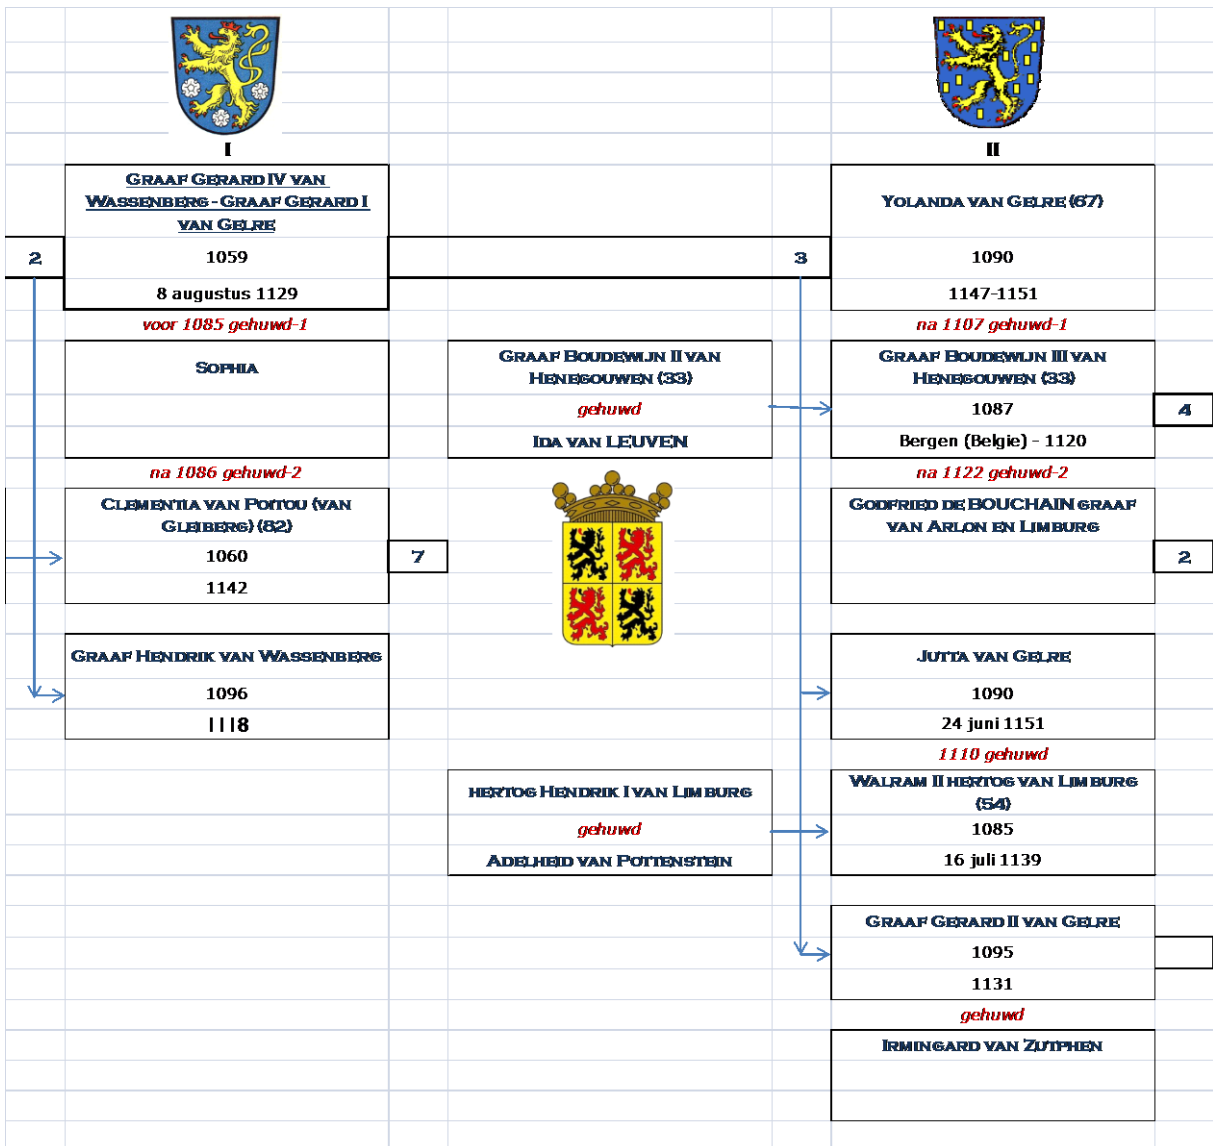 I
II
GRAAF GERARD IV VAN
WASSENBERG - GRAAF GERARD I
VAN GELRE
YOLANDA VAN GELRE (67)
2
1059
3
1090
8 augustus 1129
1147-1151
voor 1085 gehuwd-1
na 1107 gehuwd-1
SOPHIA
GRAAF BOUDEWIJN II VAN
HENEGOUWEN (33)
gehuwd
IDA VAN LEUVEN
GRAAF BOUDEWIJN III VAN
HENEGOUWEN (33)
1087
4
Bergen (Belgie) - 1120
na 1086 gehuwd-2
na 1122 gehuwd-2
CLEMENTIA VAN POITOU (VAN
GLEIBERG) (82)
1060
7
1142
GODFRIED DE BOUCHAIN GRAAF
VAN ARLON EN LIMBURG
2
GRAAF HENDRIK VAN WASSENBERG
1096
1118
JUTTA VAN GELRE
1090
24 juni 1151
1110 gehuwd
HERTOG HENDRIK I VAN LIMBURG
gehuwd
ADELHEID VAN POTTENSTEIN
WALRAM II HERTOG VAN LIMBURG
(54)
1085
16 juli 1139
GRAAF GERARD II VAN GELRE
1095
1131
gehuwd
IRMINGARD VAN ZUTPHEN